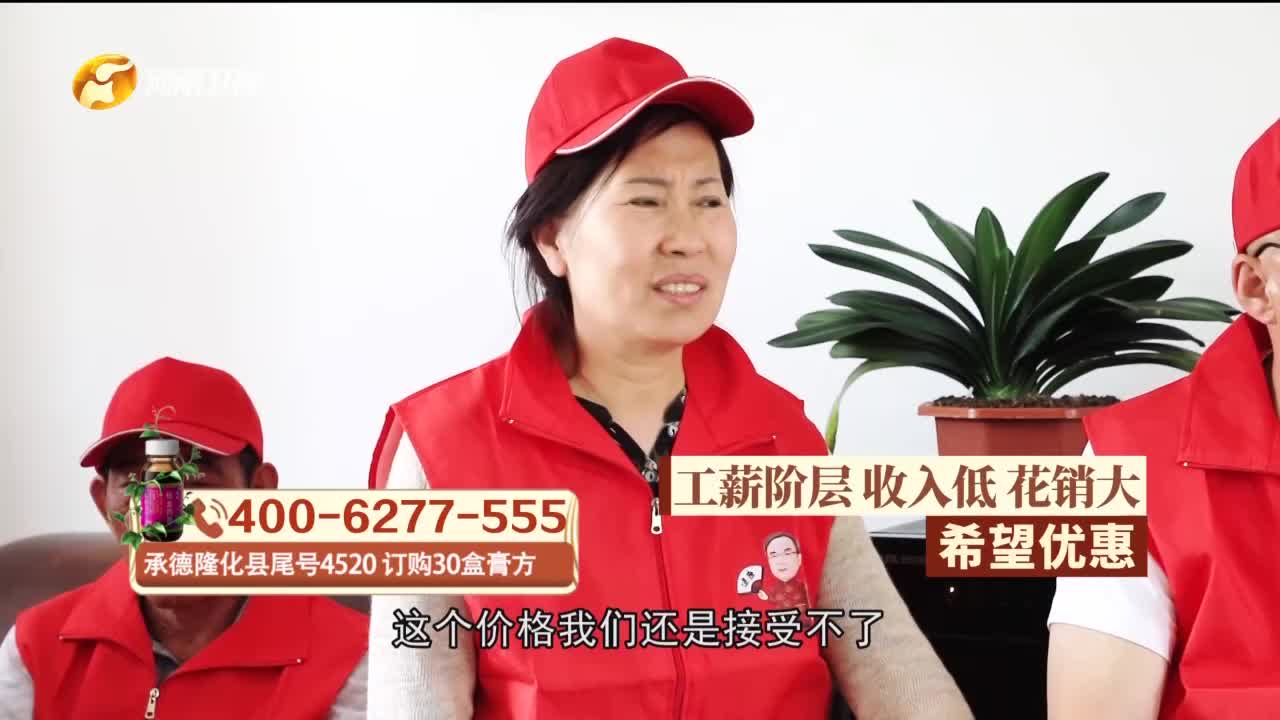 工薪阶层 收入低 花销大
希望优惠
400-6277-555
承德隆化县尾号4520 订购30盒膏方
这个价格我们还是接受不了